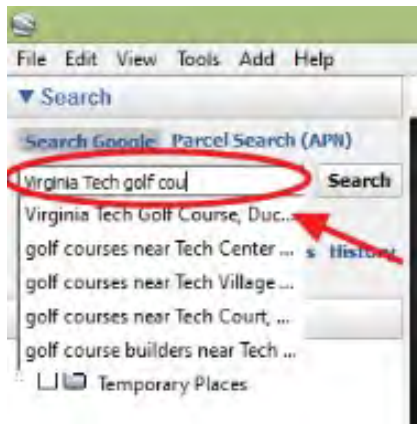 File Edit View Tools Add Help
▼ Search
Search Google Parcel Search (APN)
Virginia Tech golf cou Search
Virginia Tech Golf Course, Duc...
golf courses near Tech Center ... s History
golf courses near Tech Village ...
golf courses near Tech Court, ...
golf course builders near Tech ...
Temporary Places